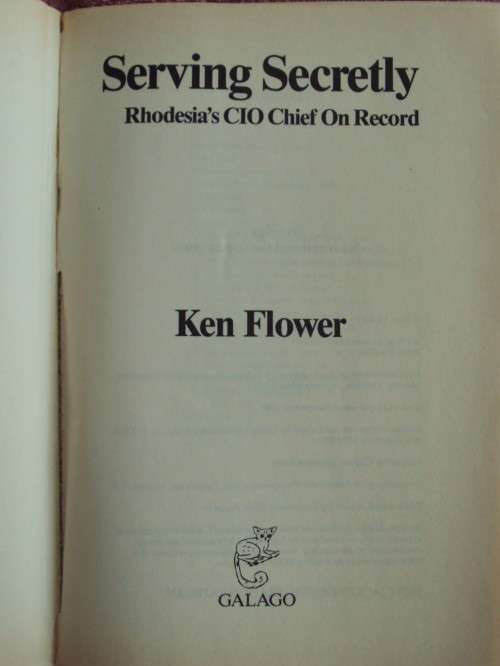 Serving Secretly
Rhodesia's CIO Chief On Record
Ken Flower
GALAGO